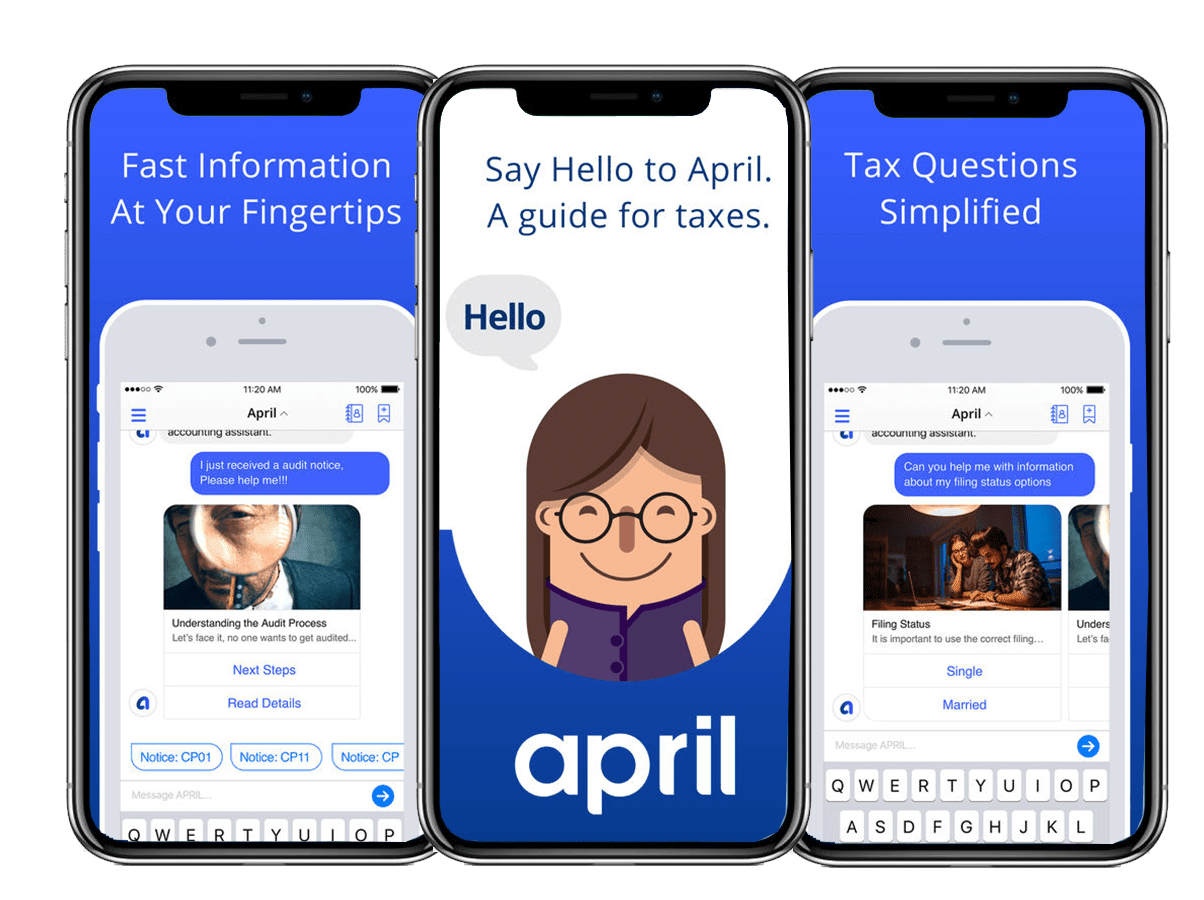 Fast Information
At Your Fingertips
11:20 AM
100%
April
accounting assistant.
I just received a audit notice,
Please help me!!!
Understanding the Audit Process
Let's face it, no one wants to get audited...
Next Steps
Read Details
a
Notice: CP01
Notice: CP11
Notice: CP
Message APRIL...
Q W E R T Y U I O P
Say Hello to April.
A guide for taxes.
Hello
april
Tax Questions
Simplified
11:20 AM
100%
April
accounting assistant.
Can you help me with information
about my filing status options
Filing Status
It is important to use the correct filing...
Unders
Let's fa
Single
Married
a
Message APRIL...
Q W E R T Y U I O P
A S D F G H J K L